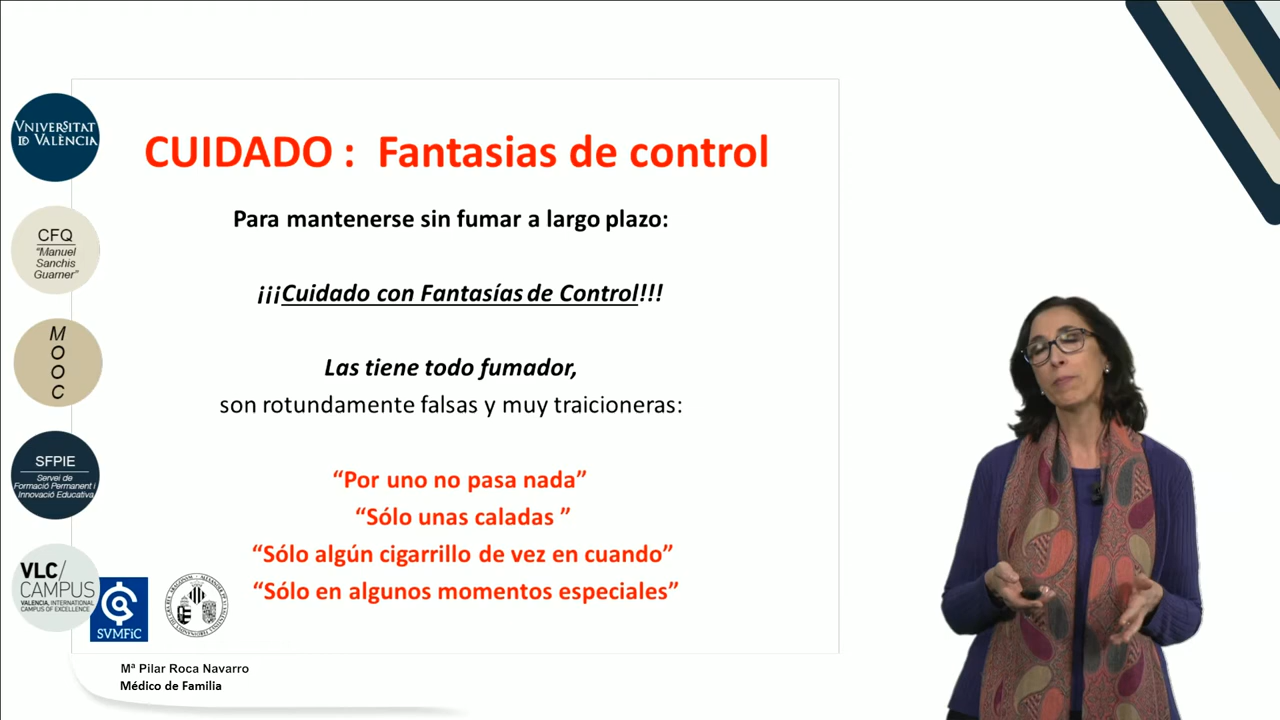 VNIVERSITAT
ID VALÈNCIA
CFQ
“Manuel
Sanchis
Guarner”
M
O
O
C
SFPIE
Servei de
Formació Permanent i
Innovació Educativa
VLC/
CAMPUS
VALENCIA, INTERNATIONAL
CAMPUS OF EXCELLENCE
SVMFiC
CUIDADO : Fantasias de control
Para mantenerse sin fumar a largo plazo:
¡¡¡Cuidado con Fantasías de Control!!!
Las tiene todo fumador,
son rotundamente falsas y muy traicioneras:
“Por uno no pasa nada”
“Sólo unas caladas ”
“Sólo algún cigarrillo de vez en cuando”
“Sólo en algunos momentos especiales”
Mª Pilar Roca Navarro
Médico de Familia